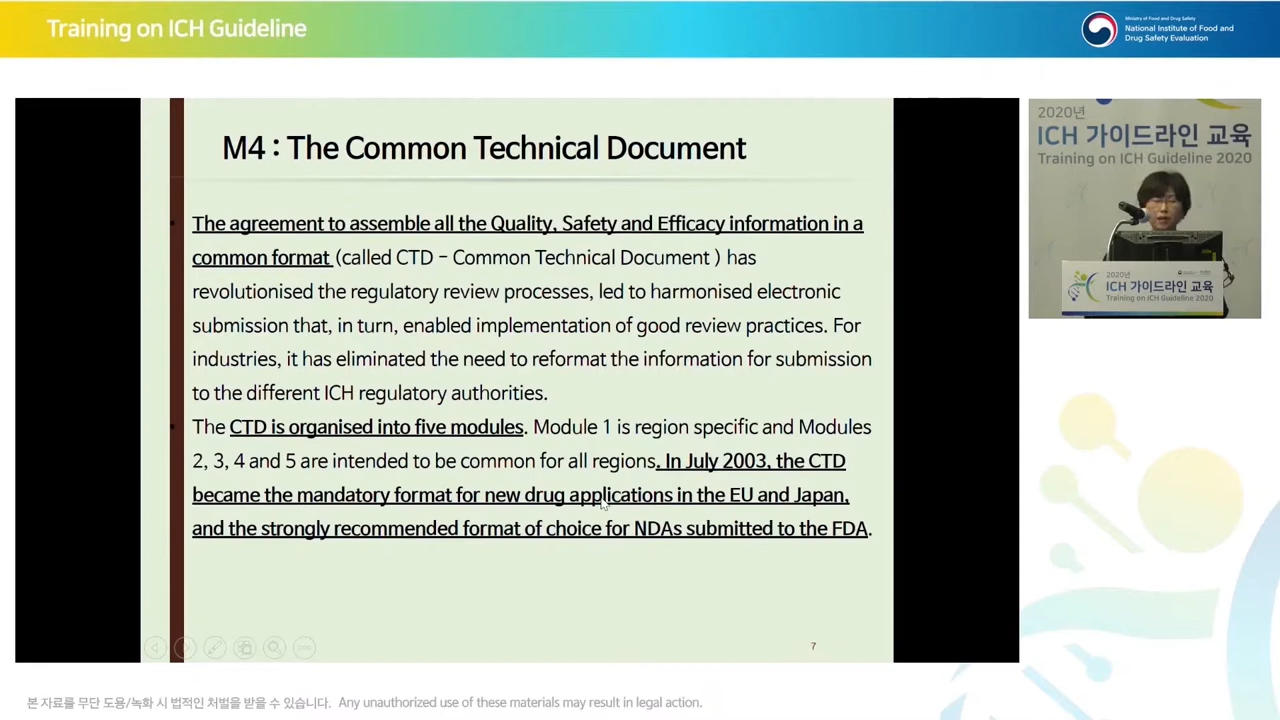 Training on ICH Guideline
Ministry of Food and Drug Safety
National Institute of Food and
Drug Safety Evaluation
M4 : The Common Technical Document
• The agreement to assemble all the Quality, Safety and Efficacy information in a
common format (called CTD – Common Technical Document ) has
revolutionised the regulatory review processes, led to harmonised electronic
submission that, in turn, enabled implementation of good review practices. For
industries, it has eliminated the need to reformat the information for submission
to the different ICH regulatory authorities.
• The CTD is organised into five modules. Module 1 is region specific and Modules
2, 3, 4 and 5 are intended to be common for all regions. In July 2003, the CTD
became the mandatory format for new drug applications in the EU and Japan,
and the strongly recommended format of choice for NDAs submitted to the FDA.
7
2020년
ICH 가이드라인 교육
Training on ICH Guideline 2020
2020년
ICH 가이드라인 교육
Training on ICH Guideline 2020
본 자료를 무단 도용/녹화 시 법적인 처벌을 받을 수 있습니다. Any unauthorized use of these materials may result in legal action.